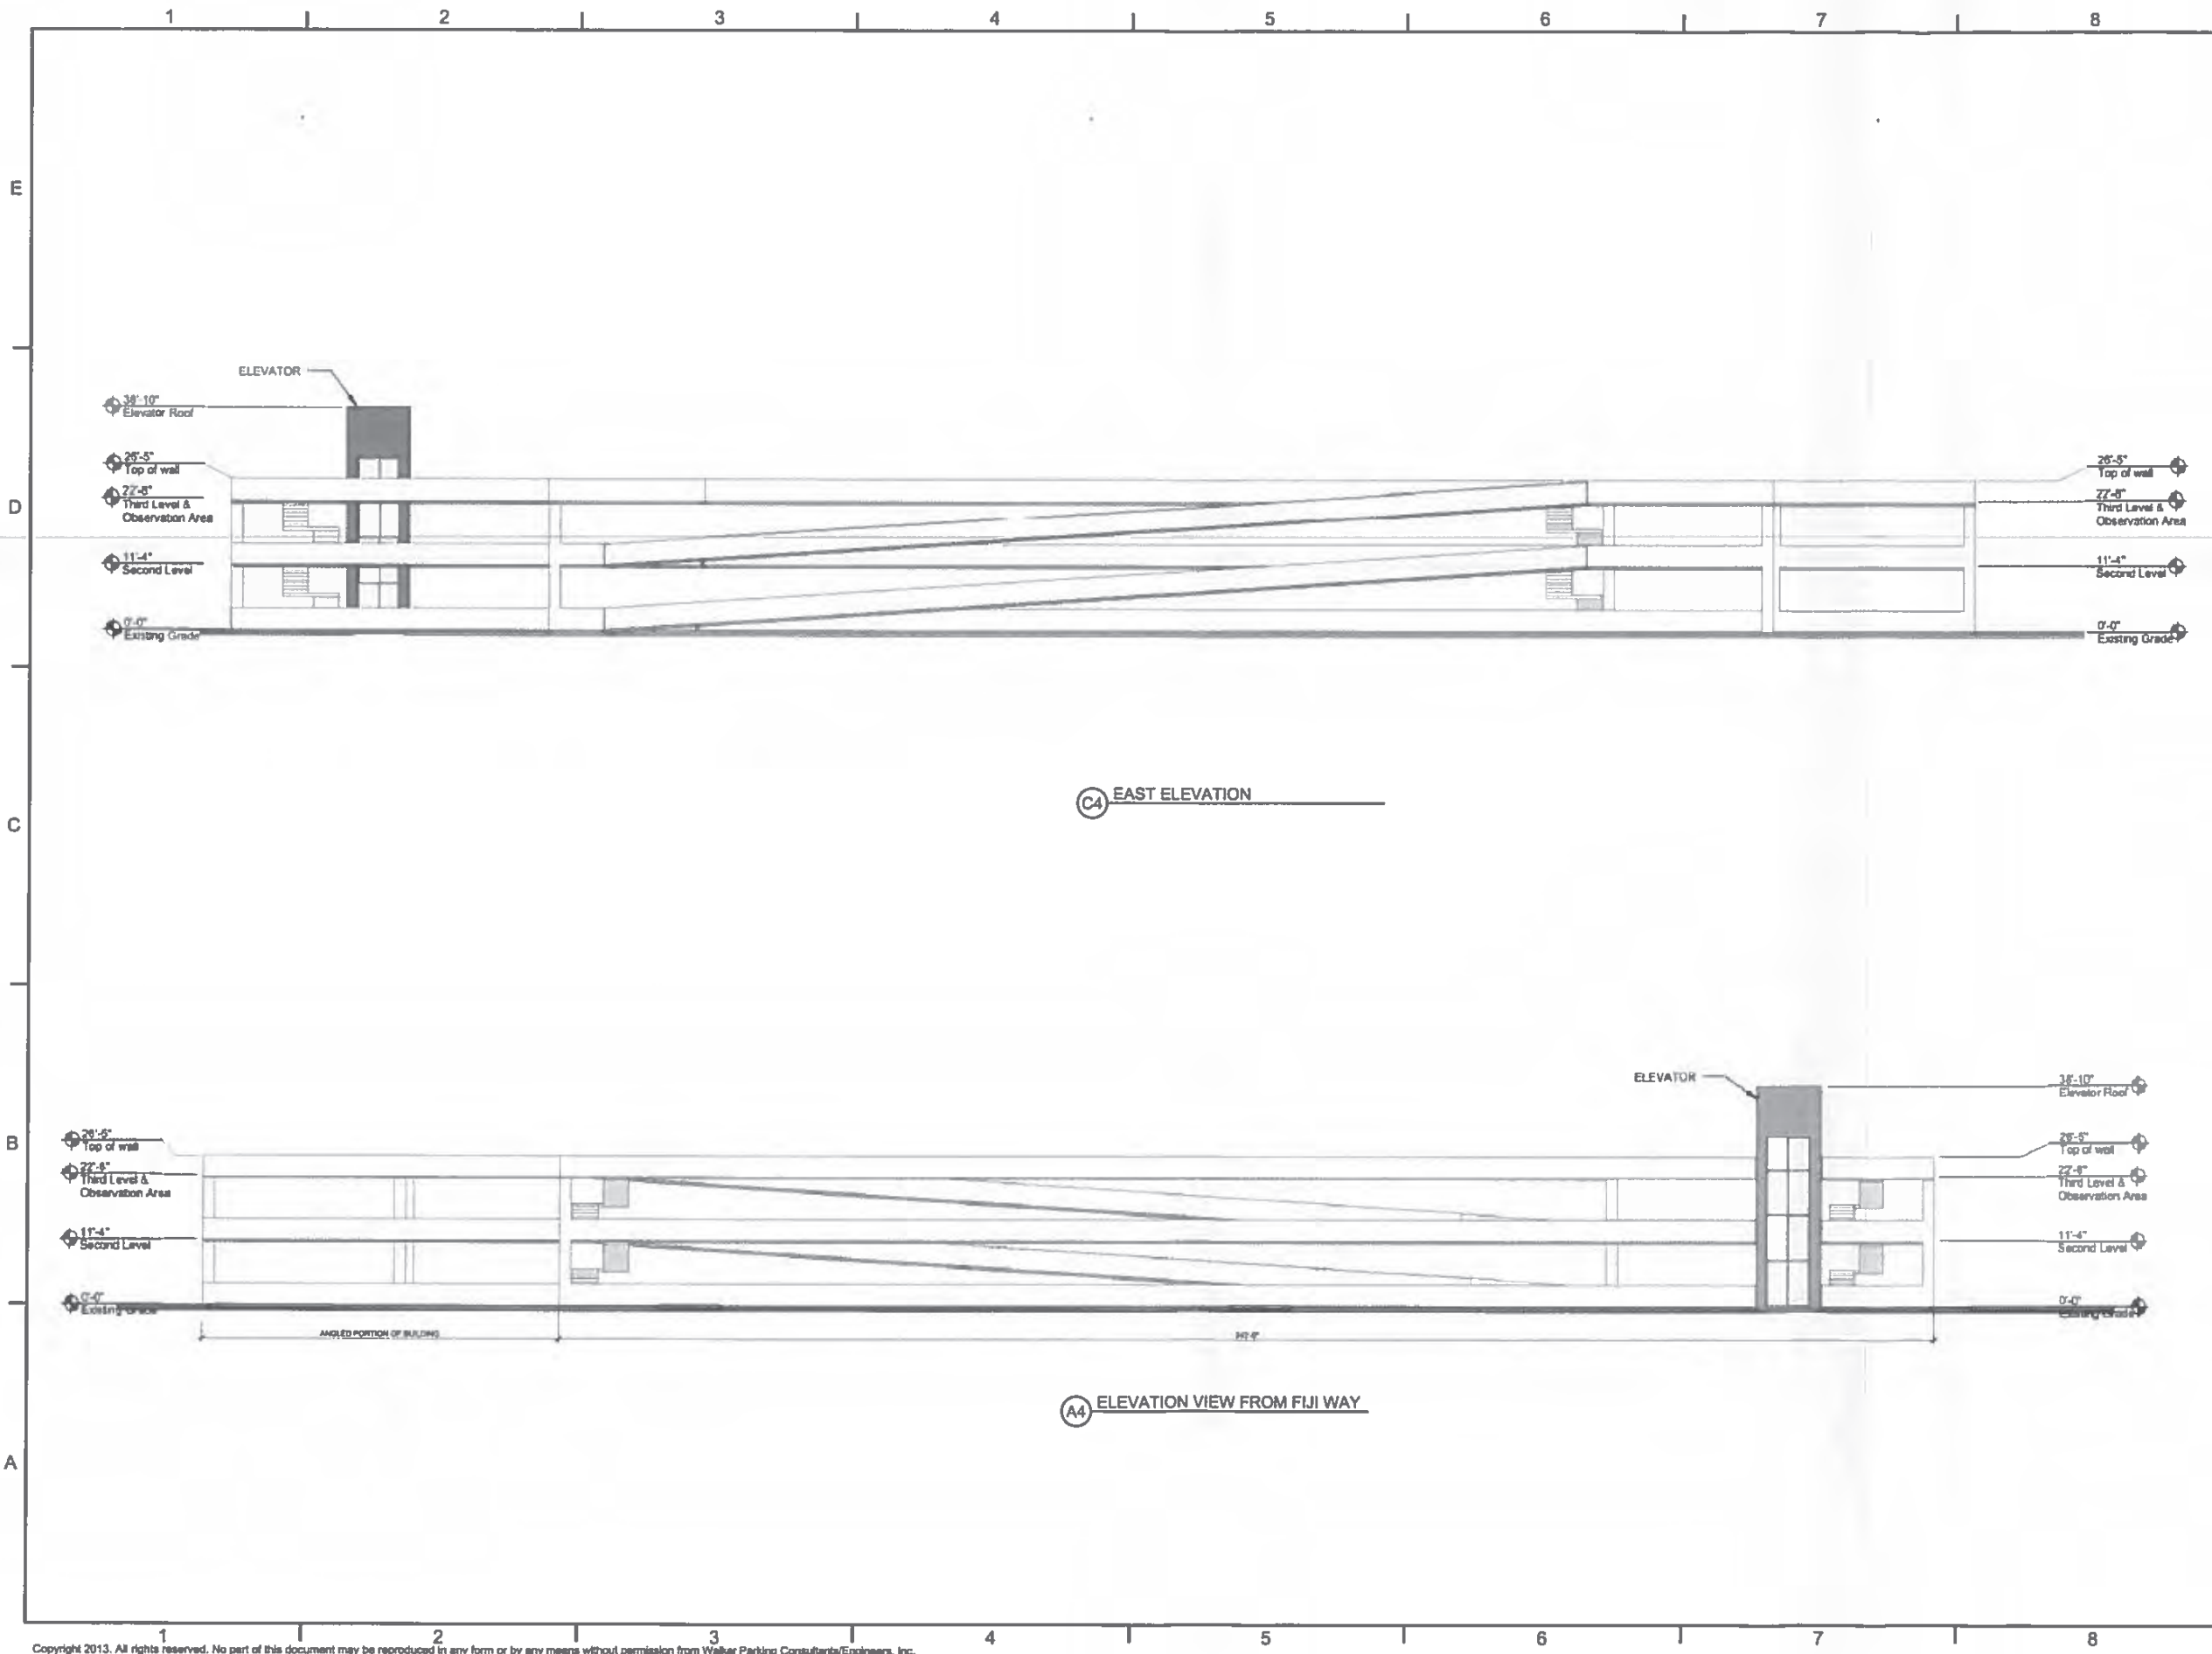 1 2 3 4 5 6 7 8
E
ELEVATOR
38'-10"
Elevator Roof
26'-5"
Top of wall
26'-5"
Top of wall
D
22'-8"
Third Level &
Observation Area
22'-8"
Third Level &
Observation Area
11'-4"
Second Level
11'-4"
Second Level
0'-0"
Existing Grade
0'-0"
Existing Grade
C4 EAST ELEVATION
C
ELEVATOR
38'-10"
Elevator Roof
B
26'-5"
Top of wall
26'-5"
Top of wall
22'-8"
Third Level &
Observation Area
22'-8"
Third Level &
Observation Area
11'-4"
Second Level
11'-4"
Second Level
0'-0"
Existing Grade
0'-0"
Existing Grade
ANGLED PORTION OF BUILDING
A4 ELEVATION VIEW FROM FIJI WAY
A
1 2 3 4 5 6 7 8
Copyright 2013. All rights reserved. No part of this document may be reproduced in any form or by any means without permission from Walker Parking Consultants/Engineers, Inc.